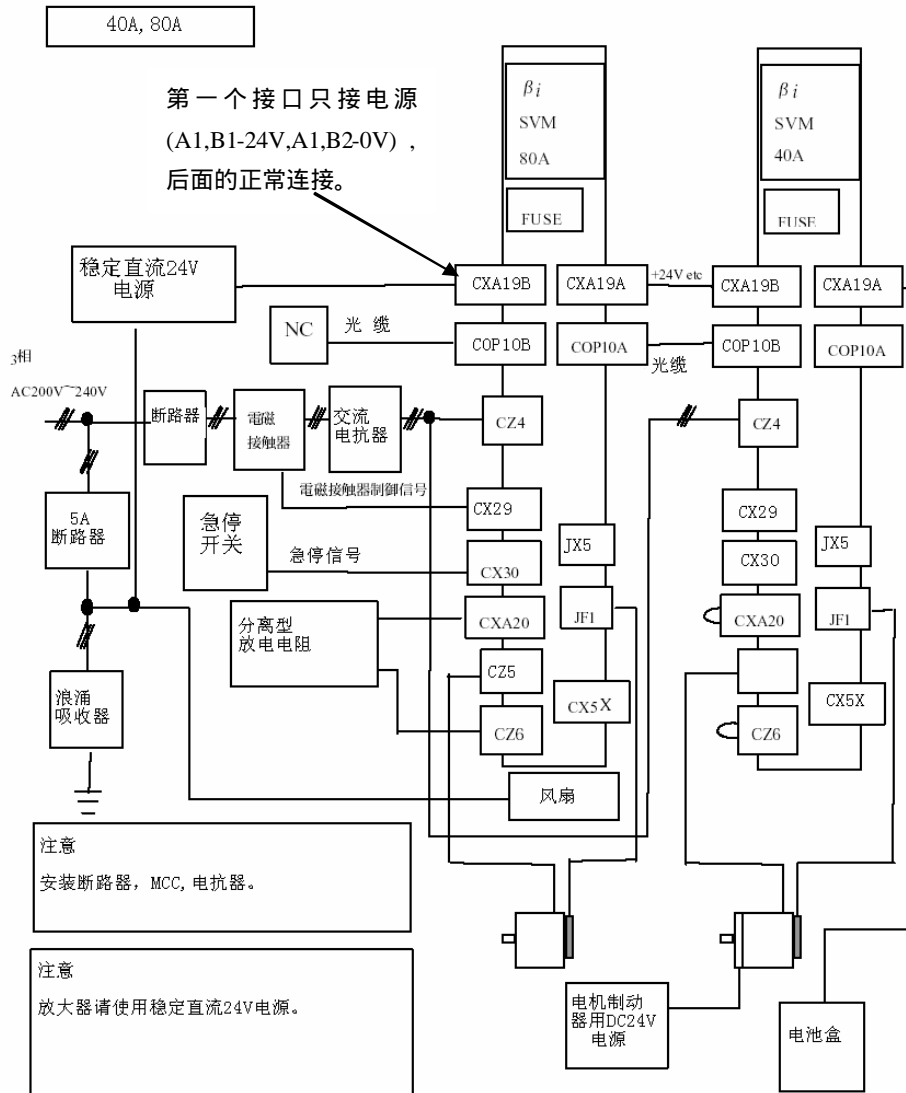 40A, 80A
第一个接口只接电源
(A1,B1-24V,A1,B2-0V) ,
后面的正常连接。
βi
SVM
80A
FUSE
βi
SVM
40A
FUSE
稳定直流24V
电源
CXA19B
CXA19A
+24V etc
CXA19B
CXA19A
NC
光 缆
COP10B
COP10A
光缆
COP10B
COP10A
3相
AC200V~240V
断路器
電磁
接触器
交流
电抗器
CZ4
CZ4
電磁接触器制御信号
CX29
CX29
5A
断路器
急停
开关
急停信号
CX30
JX5
CX30
JX5
分离型
放电电阻
CXA20
JF1
CXA20
JF1
CZ5
浪涌
吸收器
CZ6
CX5X
CZ6
CX5X
风扇
注意
安装断路器，MCC, 电抗器。
注意
放大器请使用稳定直流24V电源。
电机制动
器用DC24V
电源
电池盒